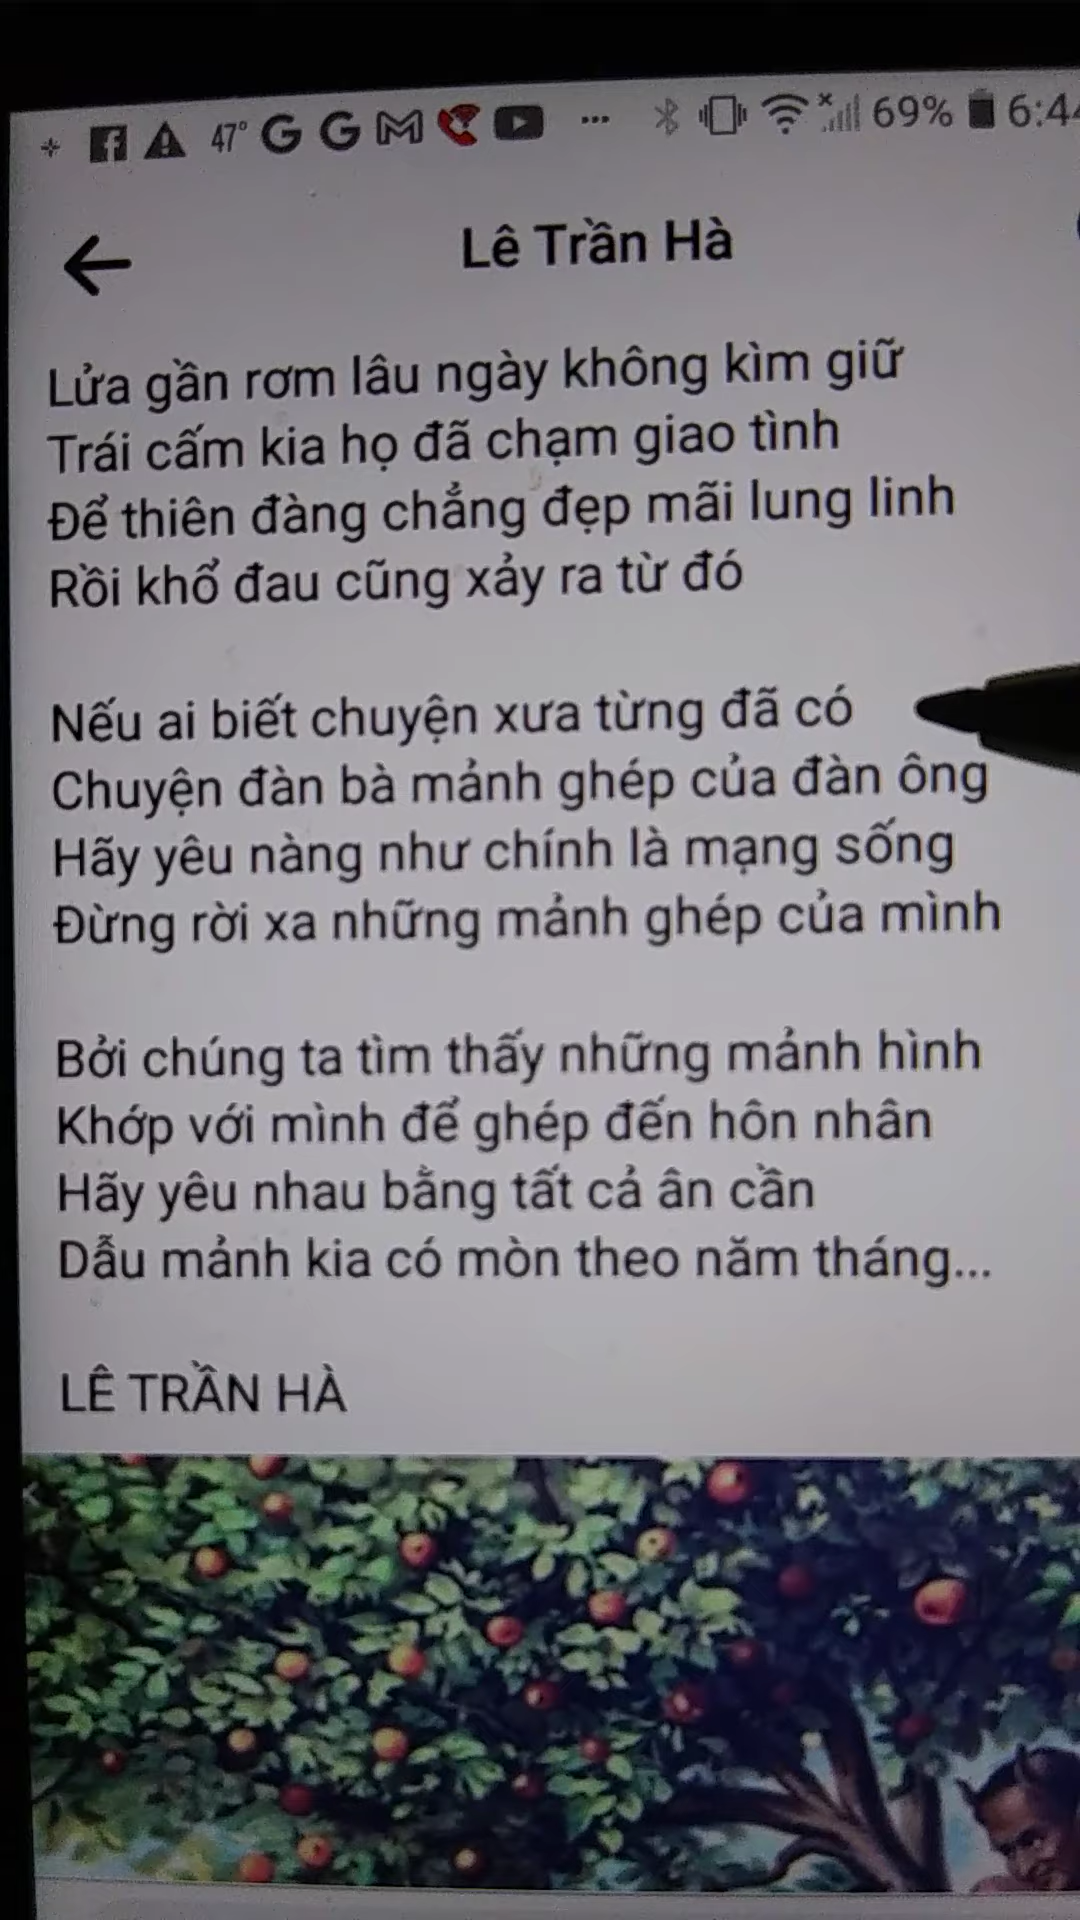 47° 69% 6:4
Lê Trần Hà
Lửa gần rơm lâu ngày không kìm giữ
Trái cấm kia họ đã chạm giao tình
Để thiên đàng chẳng đẹp mãi lung linh
Rồi khổ đau cũng xảy ra từ đó
Nếu ai biết chuyện xưa từng đã có
Chuyện đàn bà mảnh ghép của đàn ông
Hãy yêu nàng như chính là mạng sống
Đừng rời xa những mảnh ghép của mình
Bởi chúng ta tìm thấy những mảnh hình
Khớp với mình để ghép đến hôn nhân
Hãy yêu nhau bằng tất cả ân cần
Dẫu mảnh kia có mòn theo năm tháng...
LÊ TRẦN HÀ